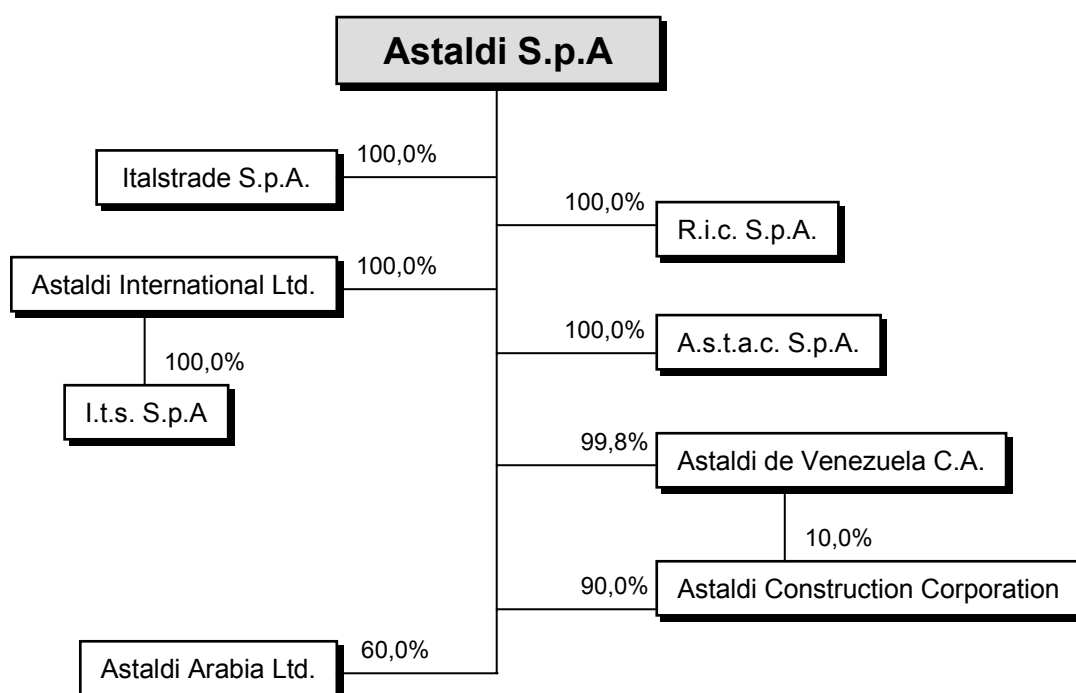 Astaldi S.p.A
100,0%
Italstrade S.p.A.
100,0%
R.i.c. S.p.A.
100,0%
Astaldi International Ltd.
100,0%
A.s.t.a.c. S.p.A.
100,0%
I.t.s. S.p.A
99,8%
Astaldi de Venezuela C.A.
10,0%
90,0%
Astaldi Construction Corporation
60,0%
Astaldi Arabia Ltd.